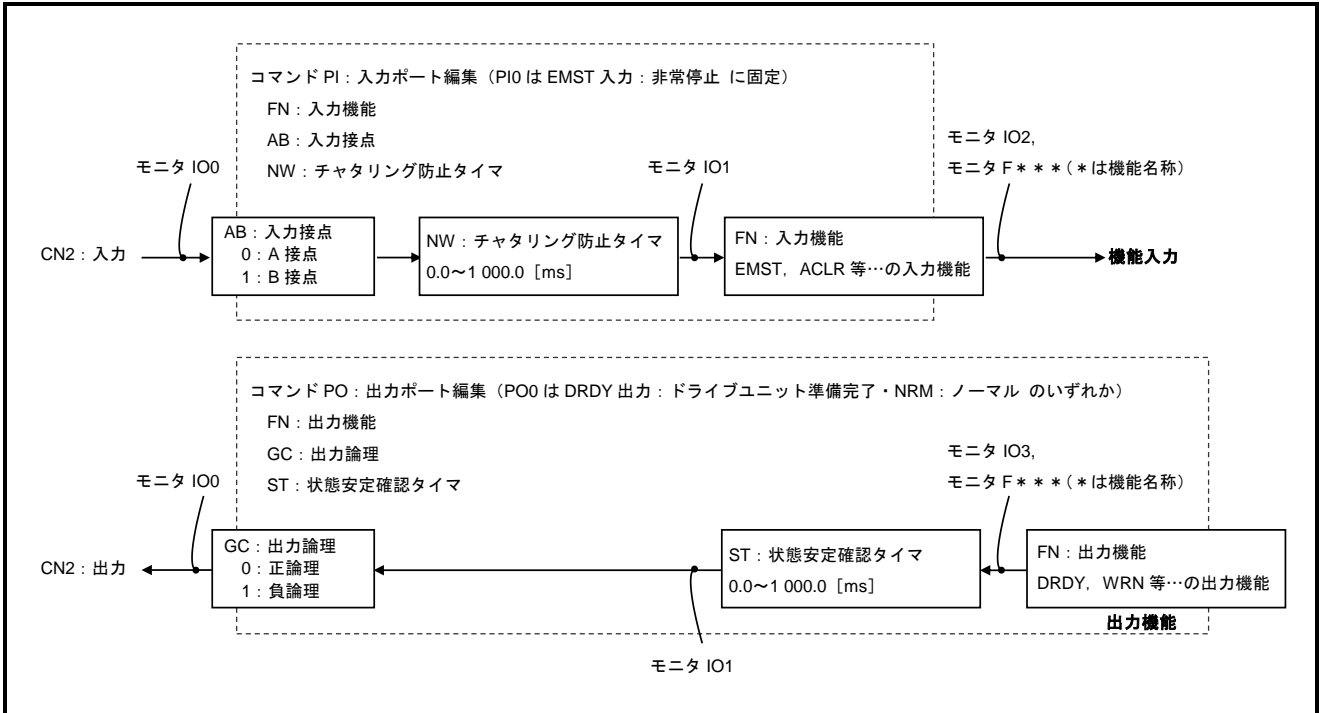 コマンド PI：入力ポート編集（PI0 は EMST 入力：非常停止 に固定）
FN：入力機能
AB：入力接点
NW：チャタリング防止タイマ
モニタ IO0
モニタ IO1
モニタ IO2,
モニタ F＊＊＊(＊は機能名称)
CN2：入力
AB：入力接点
0：A 接点
1：B 接点
NW：チャタリング防止タイマ
0.0～1 000.0［ms］
FN：入力機能
EMST，ACLR 等…の入力機能
機能入力
コマンド PO：出力ポート編集（PO0 は DRDY 出力：ドライブユニット準備完了・NRM：ノーマル のいずれか）
FN：出力機能
GC：出力論理
ST：状態安定確認タイマ
モニタ IO0
モニタ IO3,
モニタ F＊＊＊(＊は機能名称)
CN2：出力
GC：出力論理
0：正論理
1：負論理
ST：状態安定確認タイマ
0.0～1 000.0［ms］
FN：出力機能
DRDY，WRN 等…の出力機能
出力機能
モニタ IO1